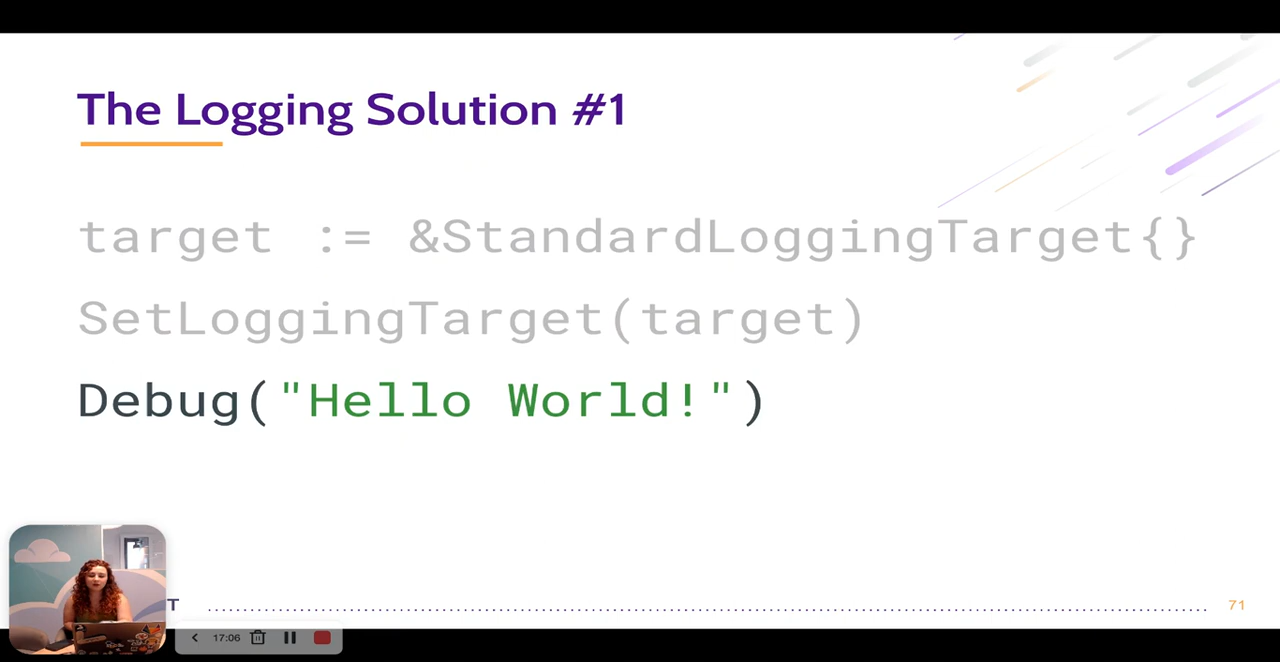 The Logging Solution #1
target := &StandardLoggingTarget{}
SetLoggingTarget(target)
Debug("Hello World!")
T
71
17:06